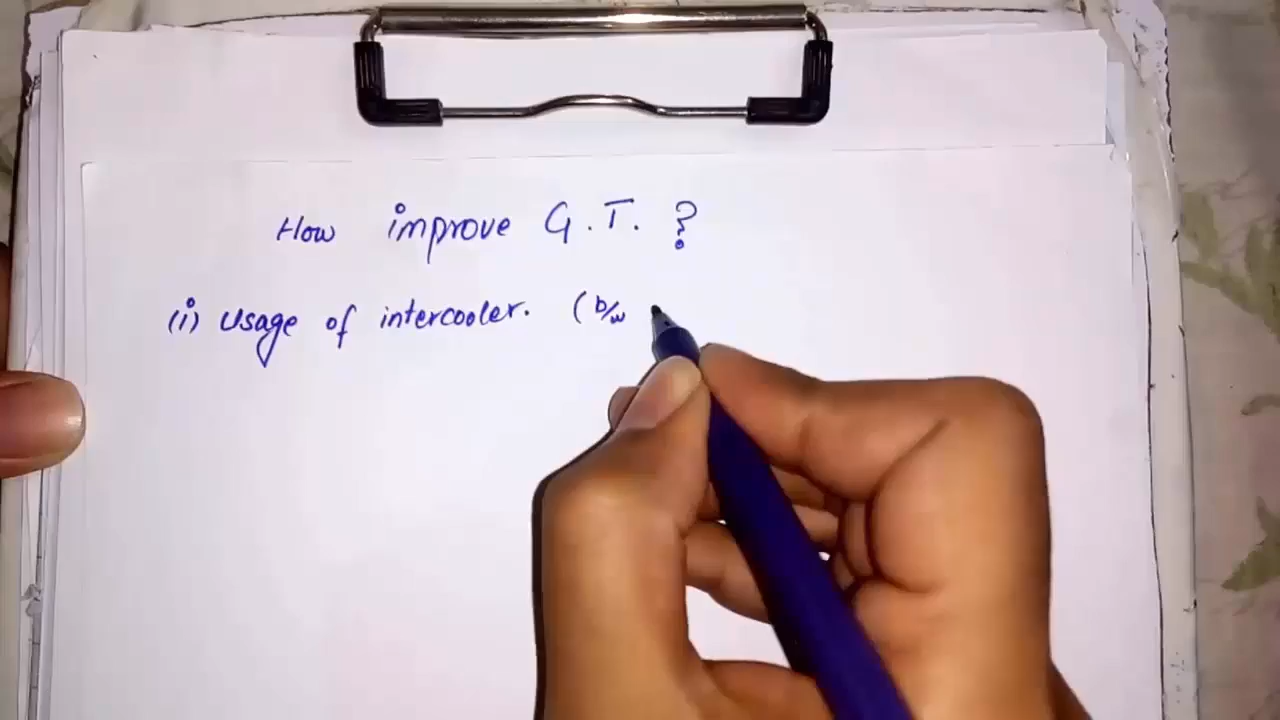 How improve G.T. ?
(i) Usage of intercooler. (b/w